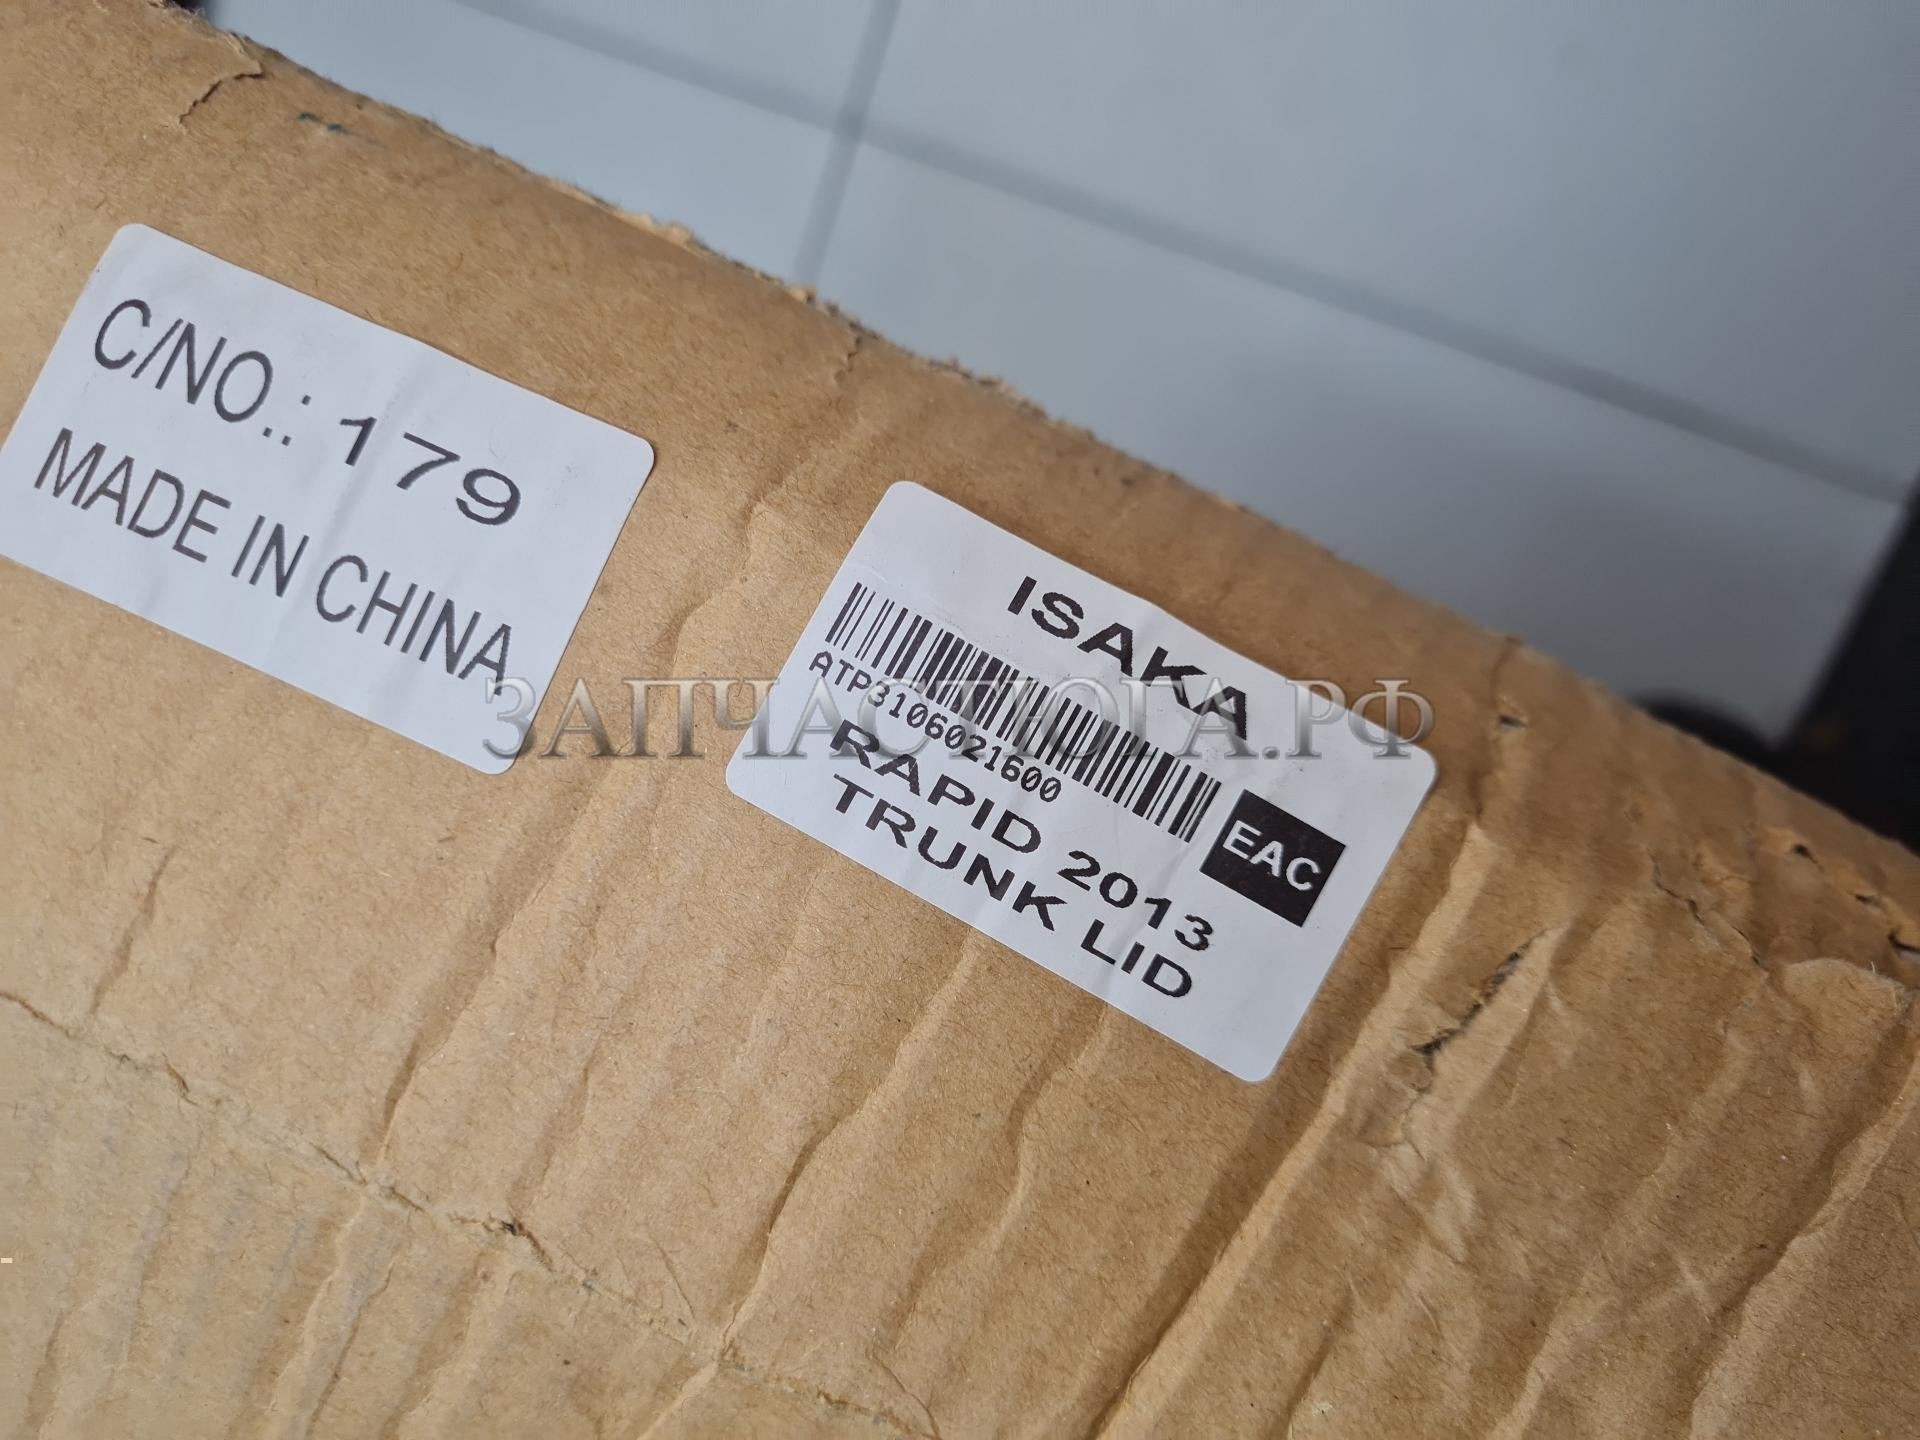 C/NO.: 179
MADE IN CHINA
ISAKA
ATP3106021600
RAPID 2013
TRUNK LID
EAC
ЗАПЧАСТЮГА.РФ